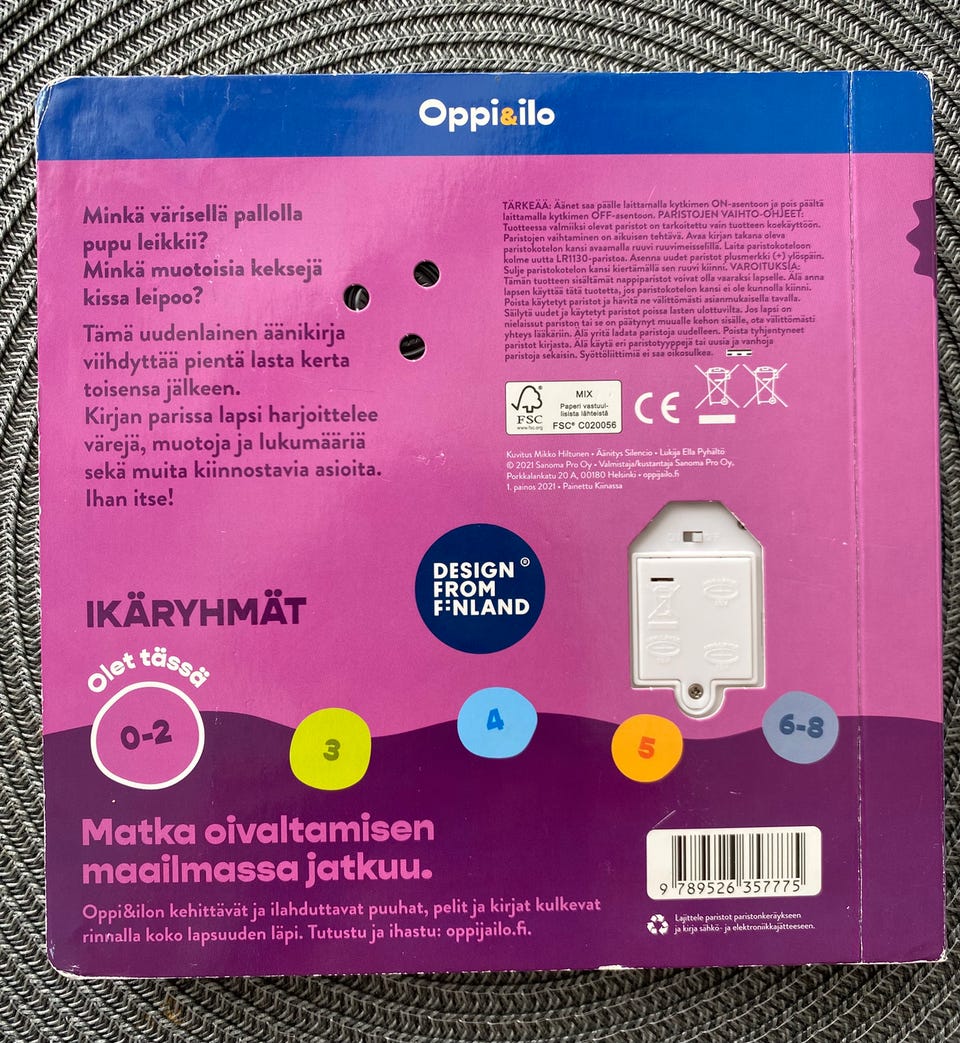 Oppi&ilo
Minkä värisellä pallolla
pupu leikkii?
Minkä muotoisia keksejä
kissa leipoo?
Tämä uudenlainen äänikirja
viihdyttää pientä lasta kerta
toisensa jälkeen.
Kirjan parissa lapsi harjoittelee
värejä, muotoja ja lukumääriä
sekä muita kiinnostavia asioita.
Ihan itse!
TÄRKEÄÄ: Äänet saa päälle laittamalla kytkimen ON-asentoon ja pois päältä
laittamalla kytkimen OFF-asentoon. PARISTOJEN VAIHTO-OHJEET:
Tuotteessa valmiiksi olevat paristot on tarkoitettu vain tuotteen koekäyttöön.
Paristojen vaihtaminen on aikuisen tehtävä. Avaa kirjan takana oleva
paristokotelon kansi avaamalla ruuvi ruuvimeisselillä. Laita paristokoteloon
kolme uutta LR1130-paristoa. Asenna uudet paristot plusmerkki (+) ylöspäin.
Sulje paristokotelon kansi kiertämällä sen ruuvi kiinni. VAROITUKSIA:
Tämän tuotteen sisältämät nappiparistot voivat olla vaaraksi lapselle. Älä anna
lapsen käyttää tätä tuotetta, jos paristokotelon kansi ei ole kunnolla kiinni.
Poista käytetyt paristot ja hävitä ne välittömästi asianmukaisella tavalla.
Säilytä uudet ja käytetyt paristot poissa lasten ulottuvilta. Jos lapsi on
nielaissut pariston tai se on päätynyt muualle kehon sisälle, ota välittömästi
yhteys lääkäriin. Älä yritä ladata paristoja uudelleen. Poista tyhjentyneet
paristot kirjasta. Älä käytä eri paristotyyppejä tai uusia ja vanhoja
paristoja sekaisin. Syöttöliittimiä ei saa oikosulkea.
FSC
www.fsc.org
MIX
Paperi vastuul-
lisista lähteistä
FSC® C020056
CE
Kuvitus Mikko Hiltunen • Äänitys Silencio • Lukija Ella Pyhältö
© 2021 Sanoma Pro Oy • Valmistaja/kustantaja Sanoma Pro Oy,
Porkkalankatu 20 A, 00180 Helsinki • oppijailo.fi
1. painos 2021 • Painettu Kiinassa
DESIGN ®
FROM
FINLAND
IKÄRYHMÄT
Olet tässä
0-2
3
4
5
6-8
Matka oivaltamisen
maailmassa jatkuu.
Oppi&ilon kehittävät ja ilahduttavat puuhat, pelit ja kirjat kulkevat
rinnalla koko lapsuuden läpi. Tutustu ja ihastu: oppijailo.fi.
9 789526 357775
Lajittele paristot paristonkeräykseen
ja kirja sähkö- ja elektroniikkajätteeseen.